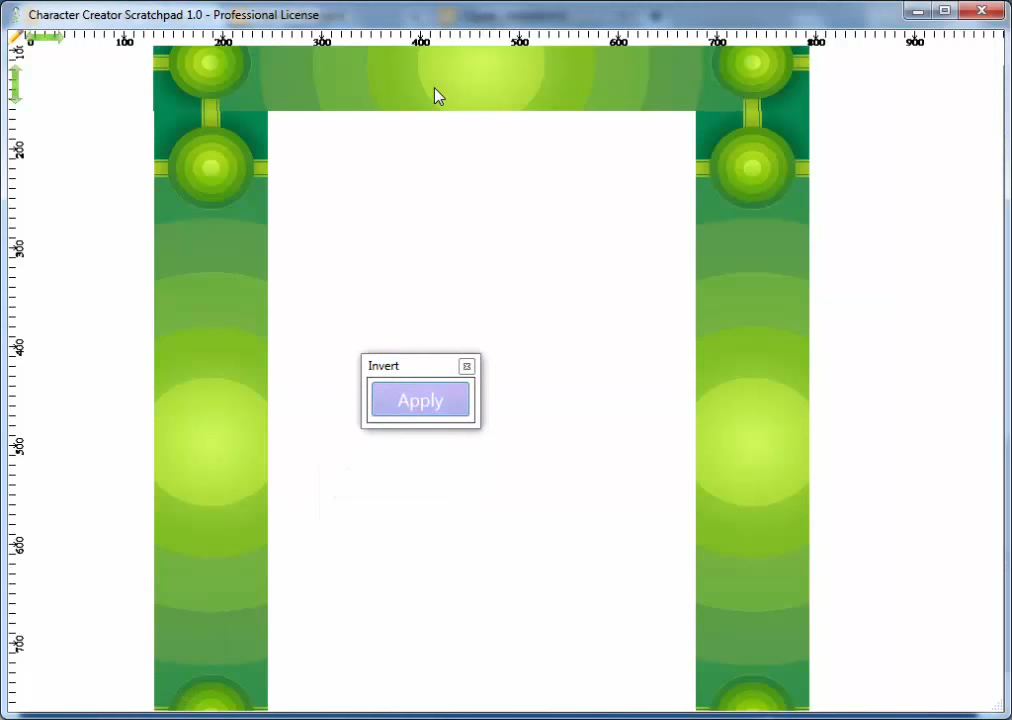 Character Creator Scratchpad 1.0 - Professional License
0 100 200 300 400 500 600 700 800 900
200
300
400
500
600
700
Invert
Apply